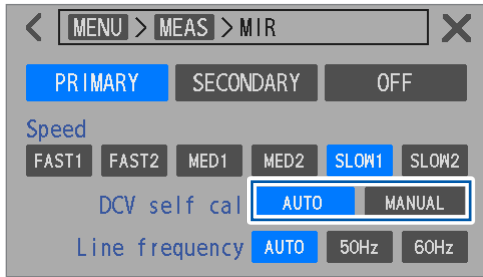 < MENU > MEAS > MIR X
PRIMARY SECONDARY OFF
Speed
FAST1 FAST2 MED1 MED2 SLOW1 SLOW2
DCV self cal AUTO MANUAL
Line frequency AUTO 50Hz 60Hz